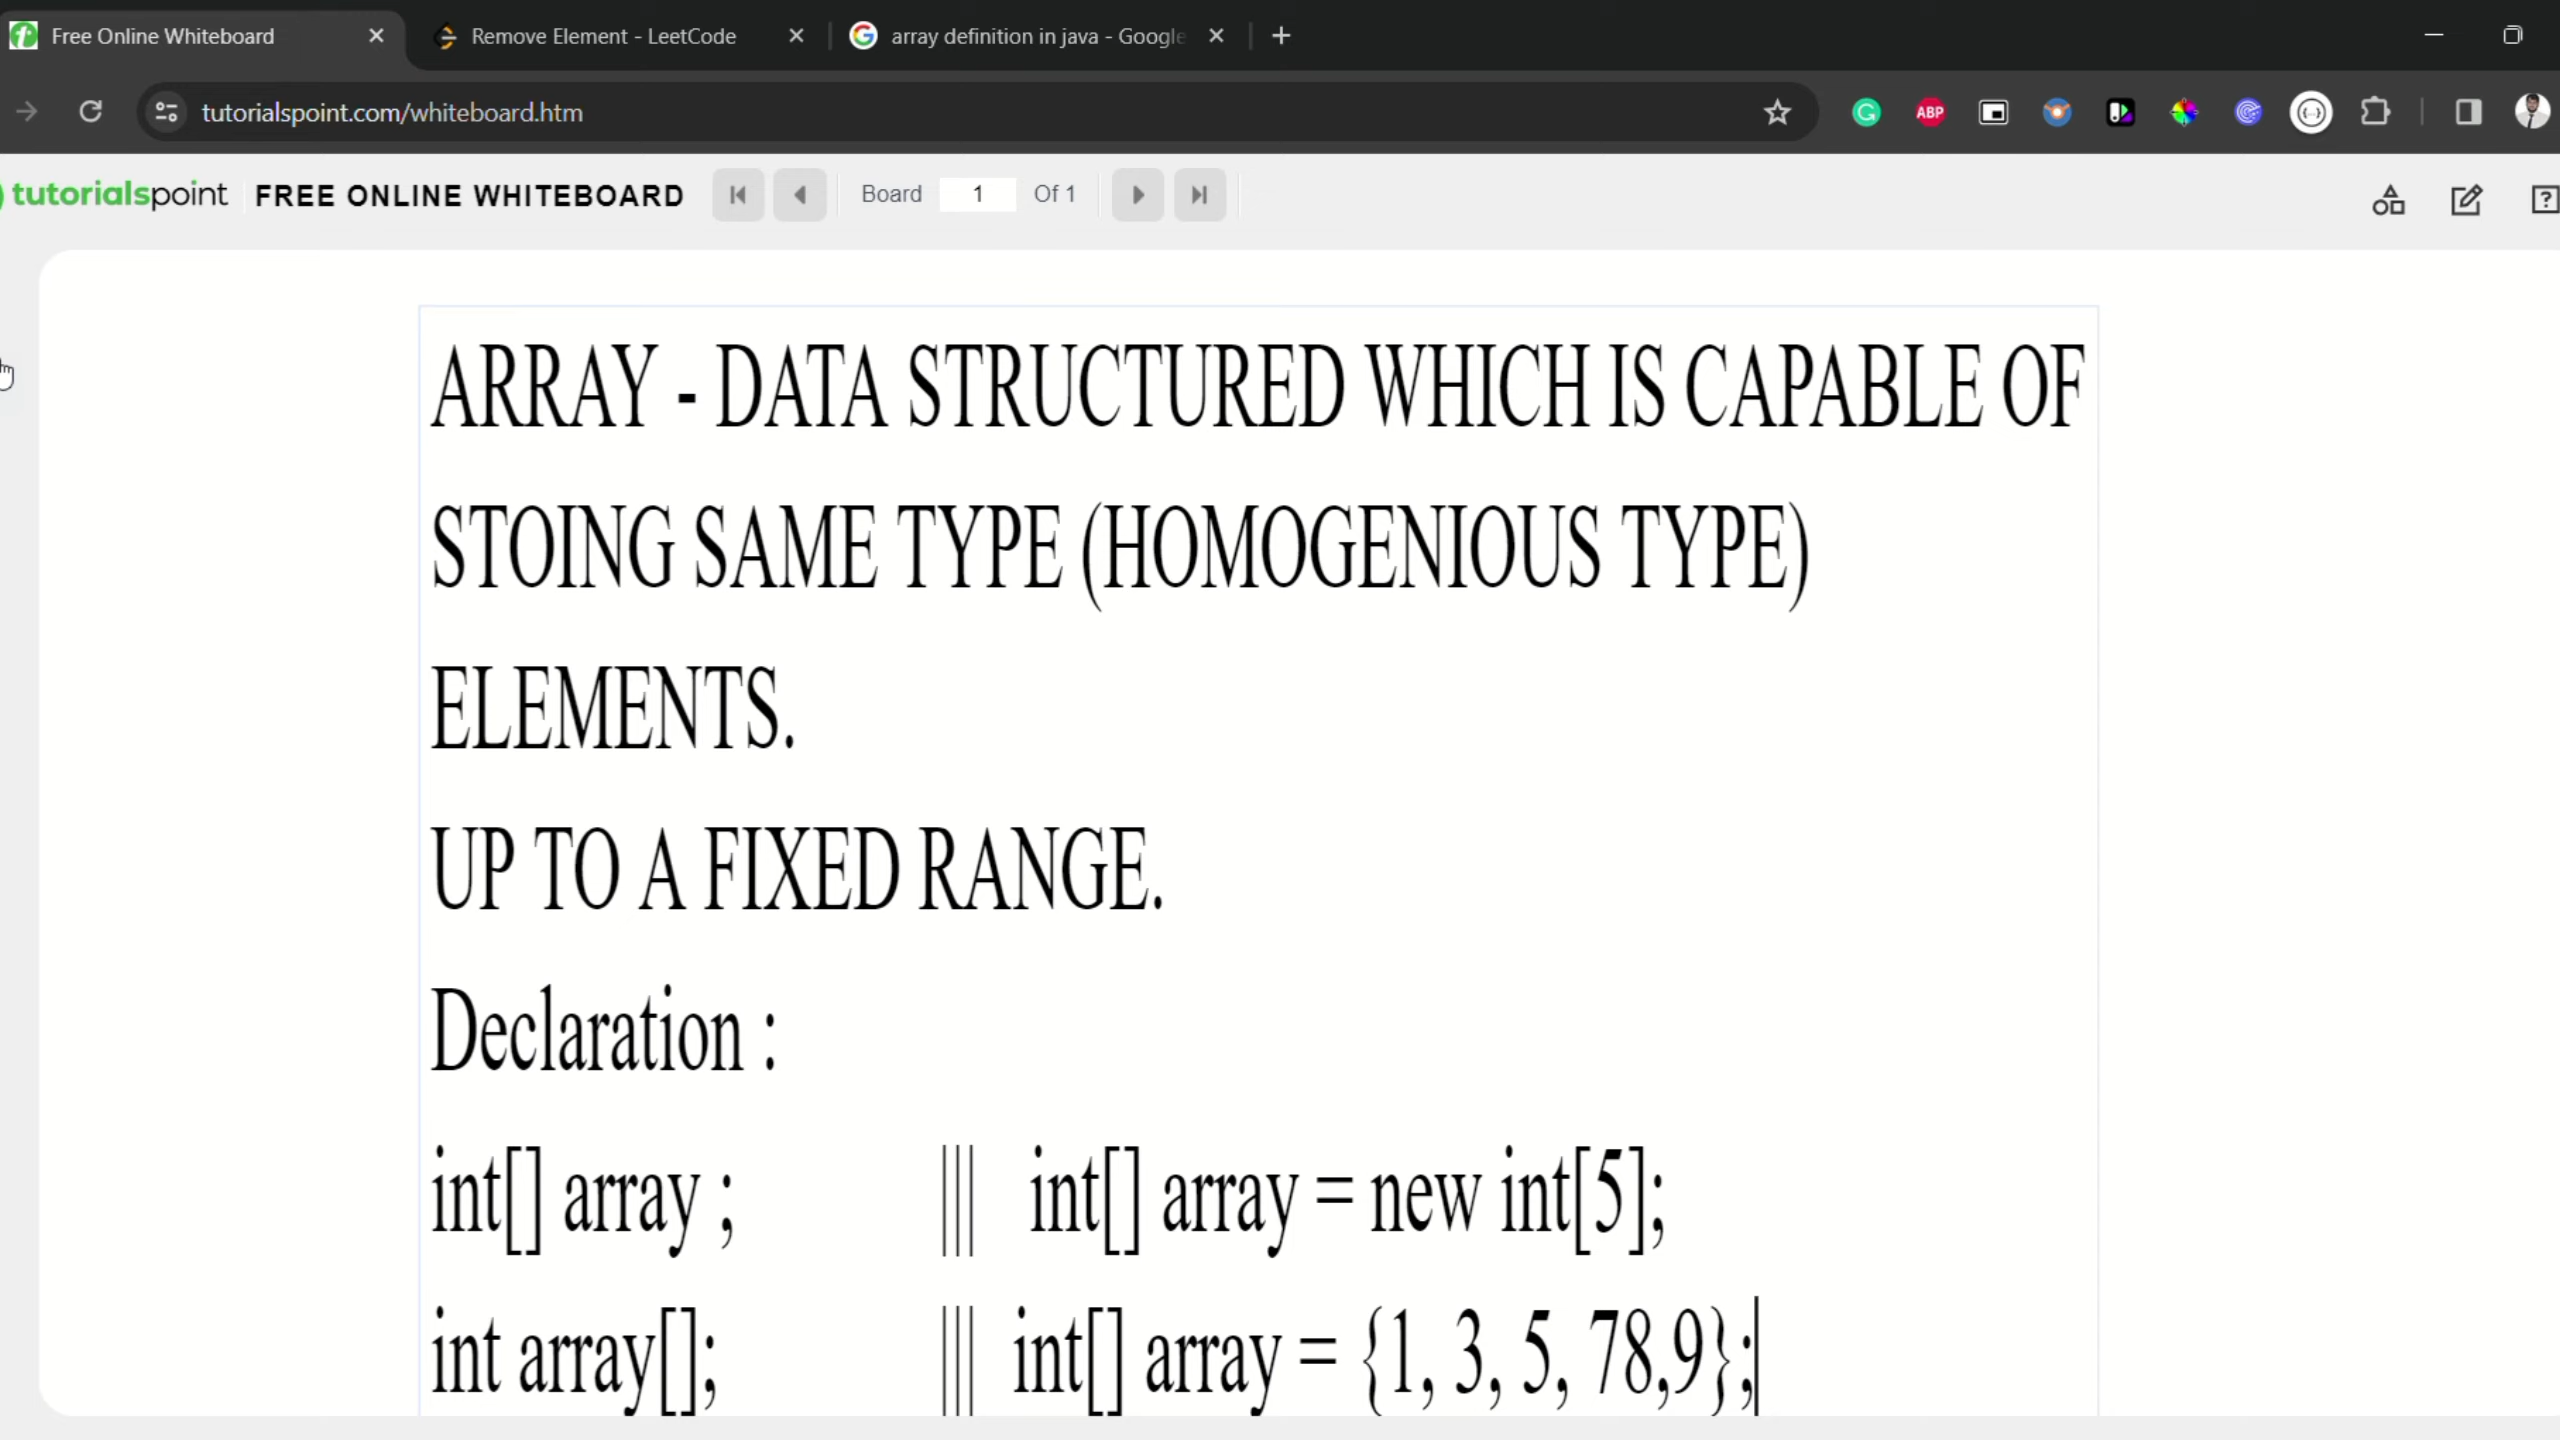 Free Online Whiteboard
Remove Element - LeetCode
array definition in java - Google
tutorialspoint.com/whiteboard.htm
ABP
tutorialspoint FREE ONLINE WHITEBOARD Board 1 Of 1
ARRAY - DATA STRUCTURED WHICH IS CAPABLE OF
STOING SAME TYPE (HOMOGENIOUS TYPE)
ELEMENTS.
UP TO A FIXED RANGE.
Declaration :
int[] array ; ||| int[] array = new int[5];
int array[]; ||| int[] array = {1, 3, 5, 78,9};